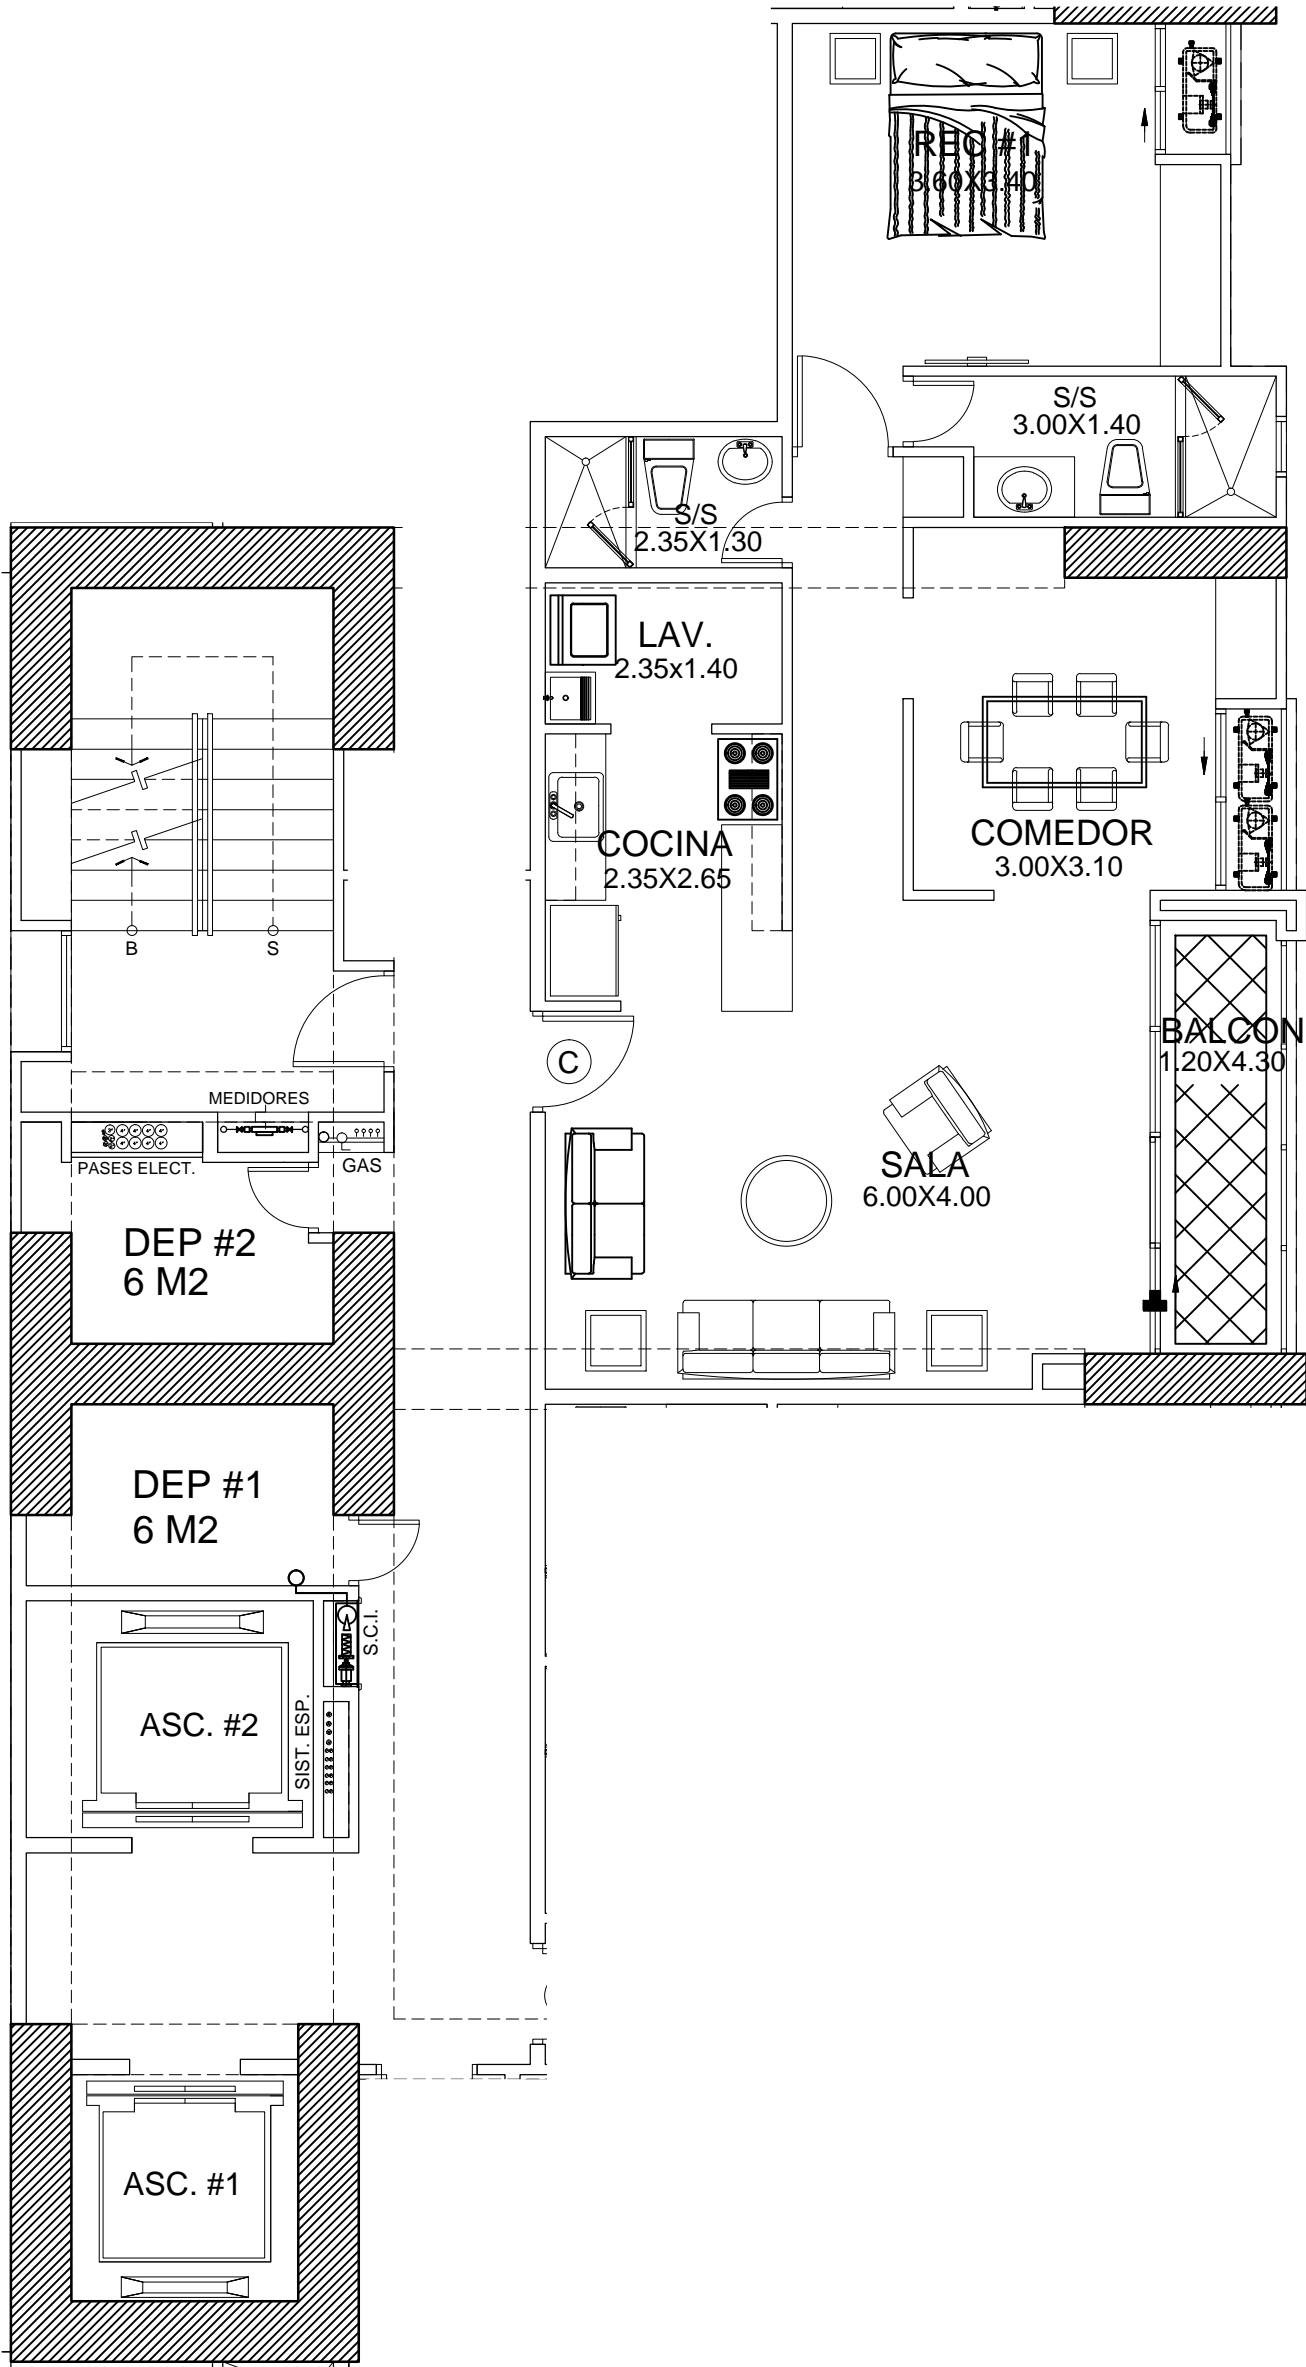 REC #1
3.60X3.40
S/S
3.00X1.40
S/S
2.35X1.30
LAV.
2.35x1.40
COCINA
2.35X2.65
COMEDOR
3.00X3.10
B
S
BALCON
1.20X4.30
C
MEDIDORES
PASES ELECT.
GAS
SALA
6.00X4.00
DEP #2
6 M2
DEP #1
6 M2
S.C.I.
ASC. #2
SIST. ESP.
ASC. #1